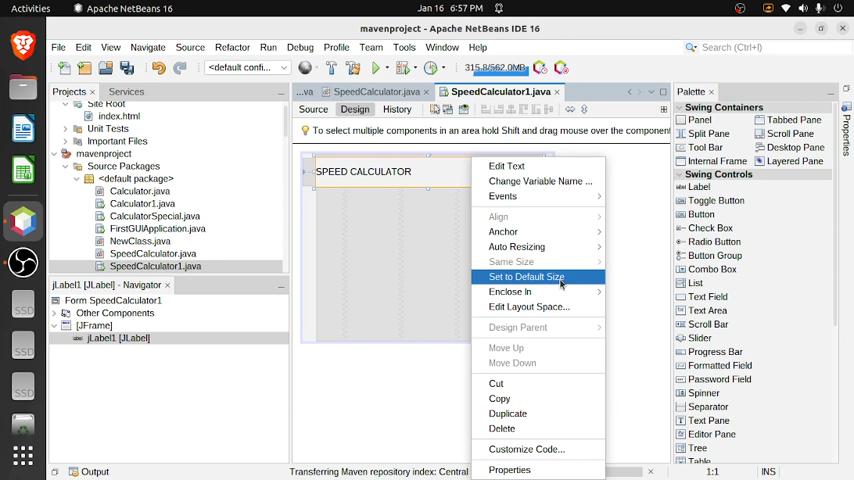 Activities
Apache NetBeans IDE 16
Jan 16 6:57 PM
mavenproject - Apache NetBeans IDE 16
File Edit View Navigate Source Refactor Run Debug Profile Team Tools Window Help
Search (Ctrl+I)
<default confi...
315.8/562.0MB
Projects
Services
...va
SpeedCalculator.java
SpeedCalculator1.java
Palette
Source
Design
History
To select multiple components in an area hold Shift and drag mouse over the component
Site Root
index.html
Unit Tests
Important Files
mavenproject
Source Packages
<default package>
Calculator.java
Calculator1.java
CalculatorSpecial.java
FirstGUIApplication.java
NewClass.java
SpeedCalculator.java
SpeedCalculator1.java
jLabel1 [JLabel] - Navigator
Form SpeedCalculator1
Other Components
[JFrame]
jLabel1 [JLabel]
SPEED CALCULATOR
Edit Text
Change Variable Name ...
Events
Align
Anchor
Auto Resizing
Same Size
Set to Default Size
Enclose In
Edit Layout Space...
Design Parent
Move Up
Move Down
Cut
Copy
Duplicate
Delete
Customize Code...
Properties
Swing Containers
Panel
Tabbed Pane
Split Pane
Scroll Pane
Tool Bar
Desktop Pane
Internal Frame
Layered Pane
Swing Controls
Label
Toggle Button
Button
Check Box
Radio Button
Button Group
Combo Box
List
Text Field
Text Area
Scroll Bar
Slider
Progress Bar
Formatted Field
Password Field
Spinner
Separator
Text Pane
Editor Pane
Tree
Table
Properties
Output
Transferring Maven repository index: Central
1:1
INS